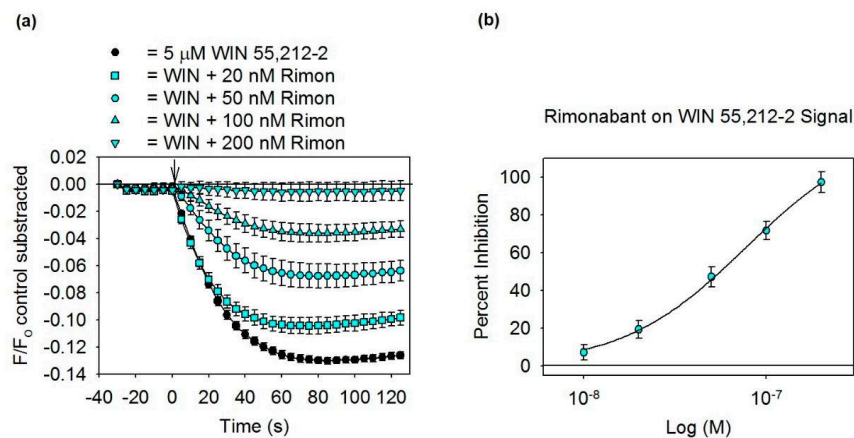 (a)
= 5 μM WIN 55,212-2
= WIN + 20 nM Rimon
= WIN + 50 nM Rimon
= WIN + 100 nM Rimon
= WIN + 200 nM Rimon
0.02
0.00
-0.02
-0.04
-0.06
-0.08
-0.10
-0.12
-0.14
F/F₀ control substracted
-40 -20 0 20 40 60 80 100 120
Time (s)
(b)
Rimonabant on WIN 55,212-2 Signal
100
80
60
40
20
0
Percent Inhibition
10⁻⁸ 10⁻⁷
Log (M)